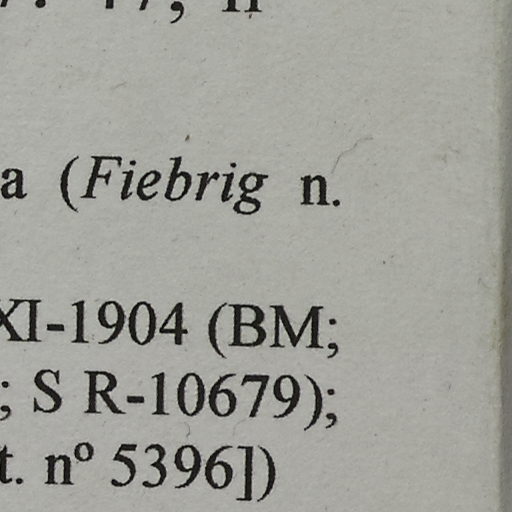 a (Fiebrig n.
XI-1904 (BM;
; S R-10679);
t. nº 5396])